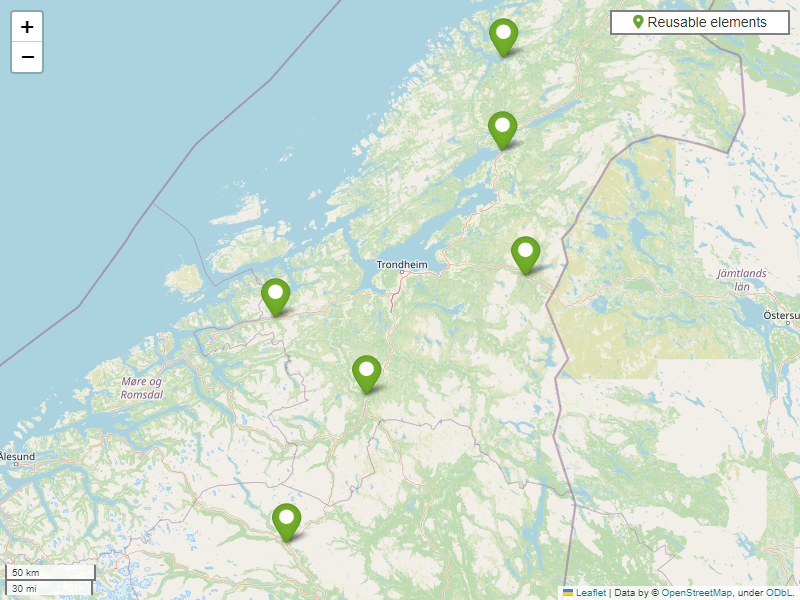 +
−
Reusable elements
Trondheim
Jämtlands
län
Östersu
Møre og
Romsdal
Ålesund
50 km
30 mi
Leaflet | Data by © OpenStreetMap, under ODbL.